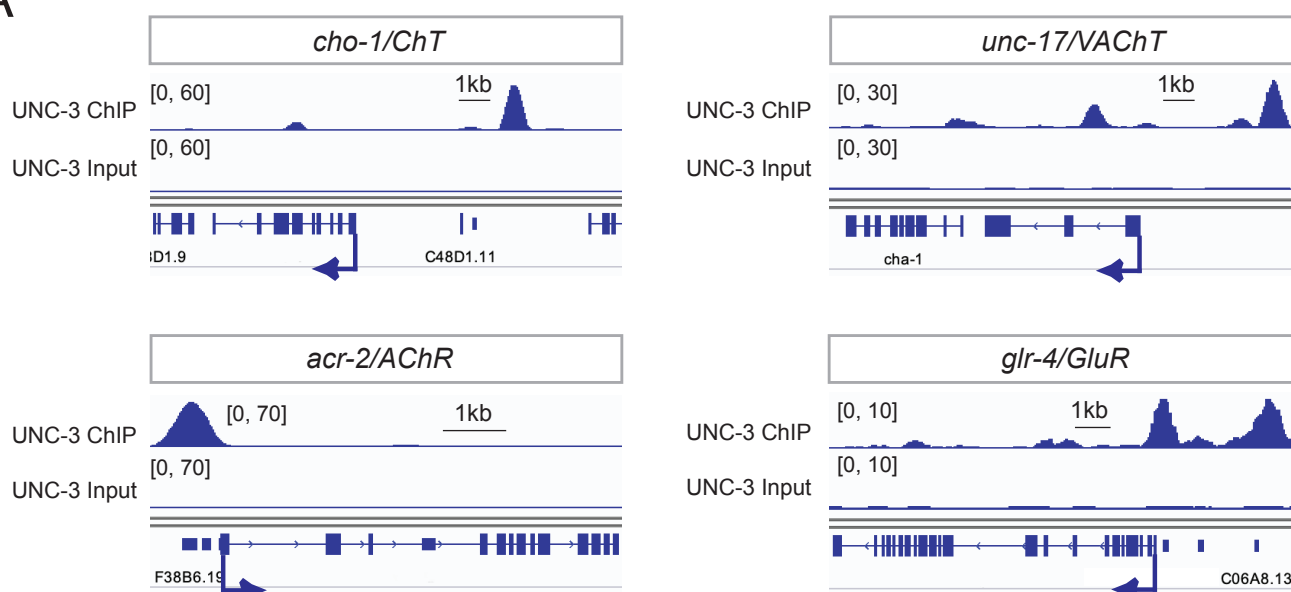 A
cho-1/ChT
UNC-3 ChIP
[0, 60]
1kb
UNC-3 Input
[0, 60]
D1.9
C48D1.11
unc-17/VAChT
UNC-3 ChIP
[0, 30]
1kb
UNC-3 Input
[0, 30]
cha-1
acr-2/AChR
UNC-3 ChIP
[0, 70]
1kb
UNC-3 Input
[0, 70]
F38B6.19
glr-4/GluR
UNC-3 ChIP
[0, 10]
1kb
UNC-3 Input
[0, 10]
C06A8.13